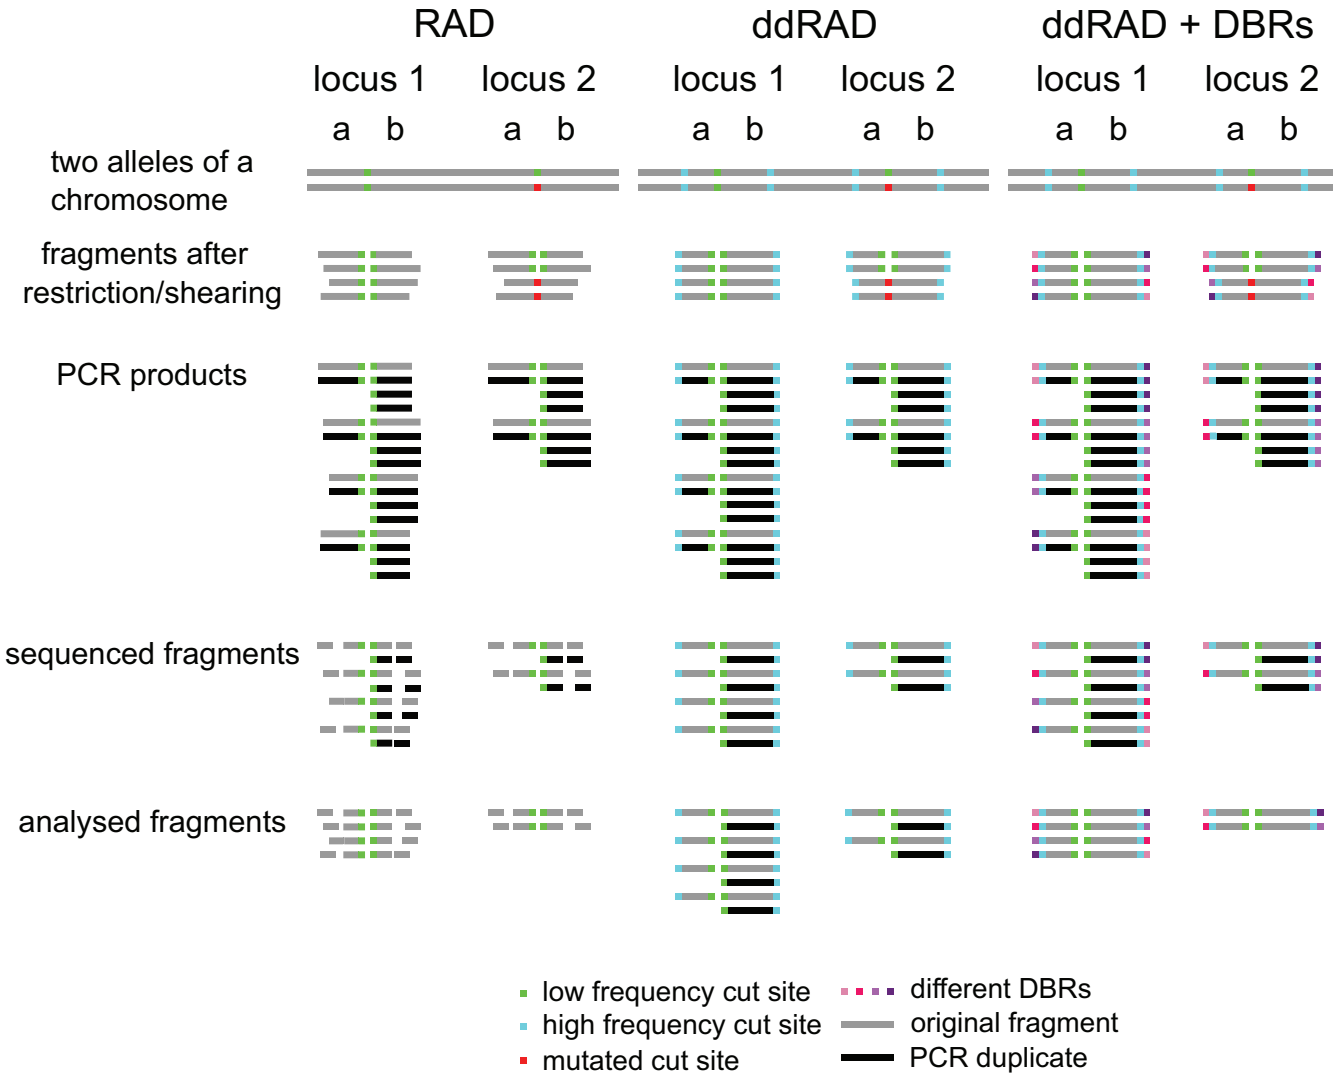 RAD ddRAD ddRAD + DBRs
locus 1 locus 2 locus 1 locus 2 locus 1 locus 2
a b a b a b a b a b a b
two alleles of a
chromosome
fragments after
restriction/shearing
PCR products
sequenced fragments
analysed fragments
low frequency cut site different DBRs
high frequency cut site original fragment
mutated cut site PCR duplicate